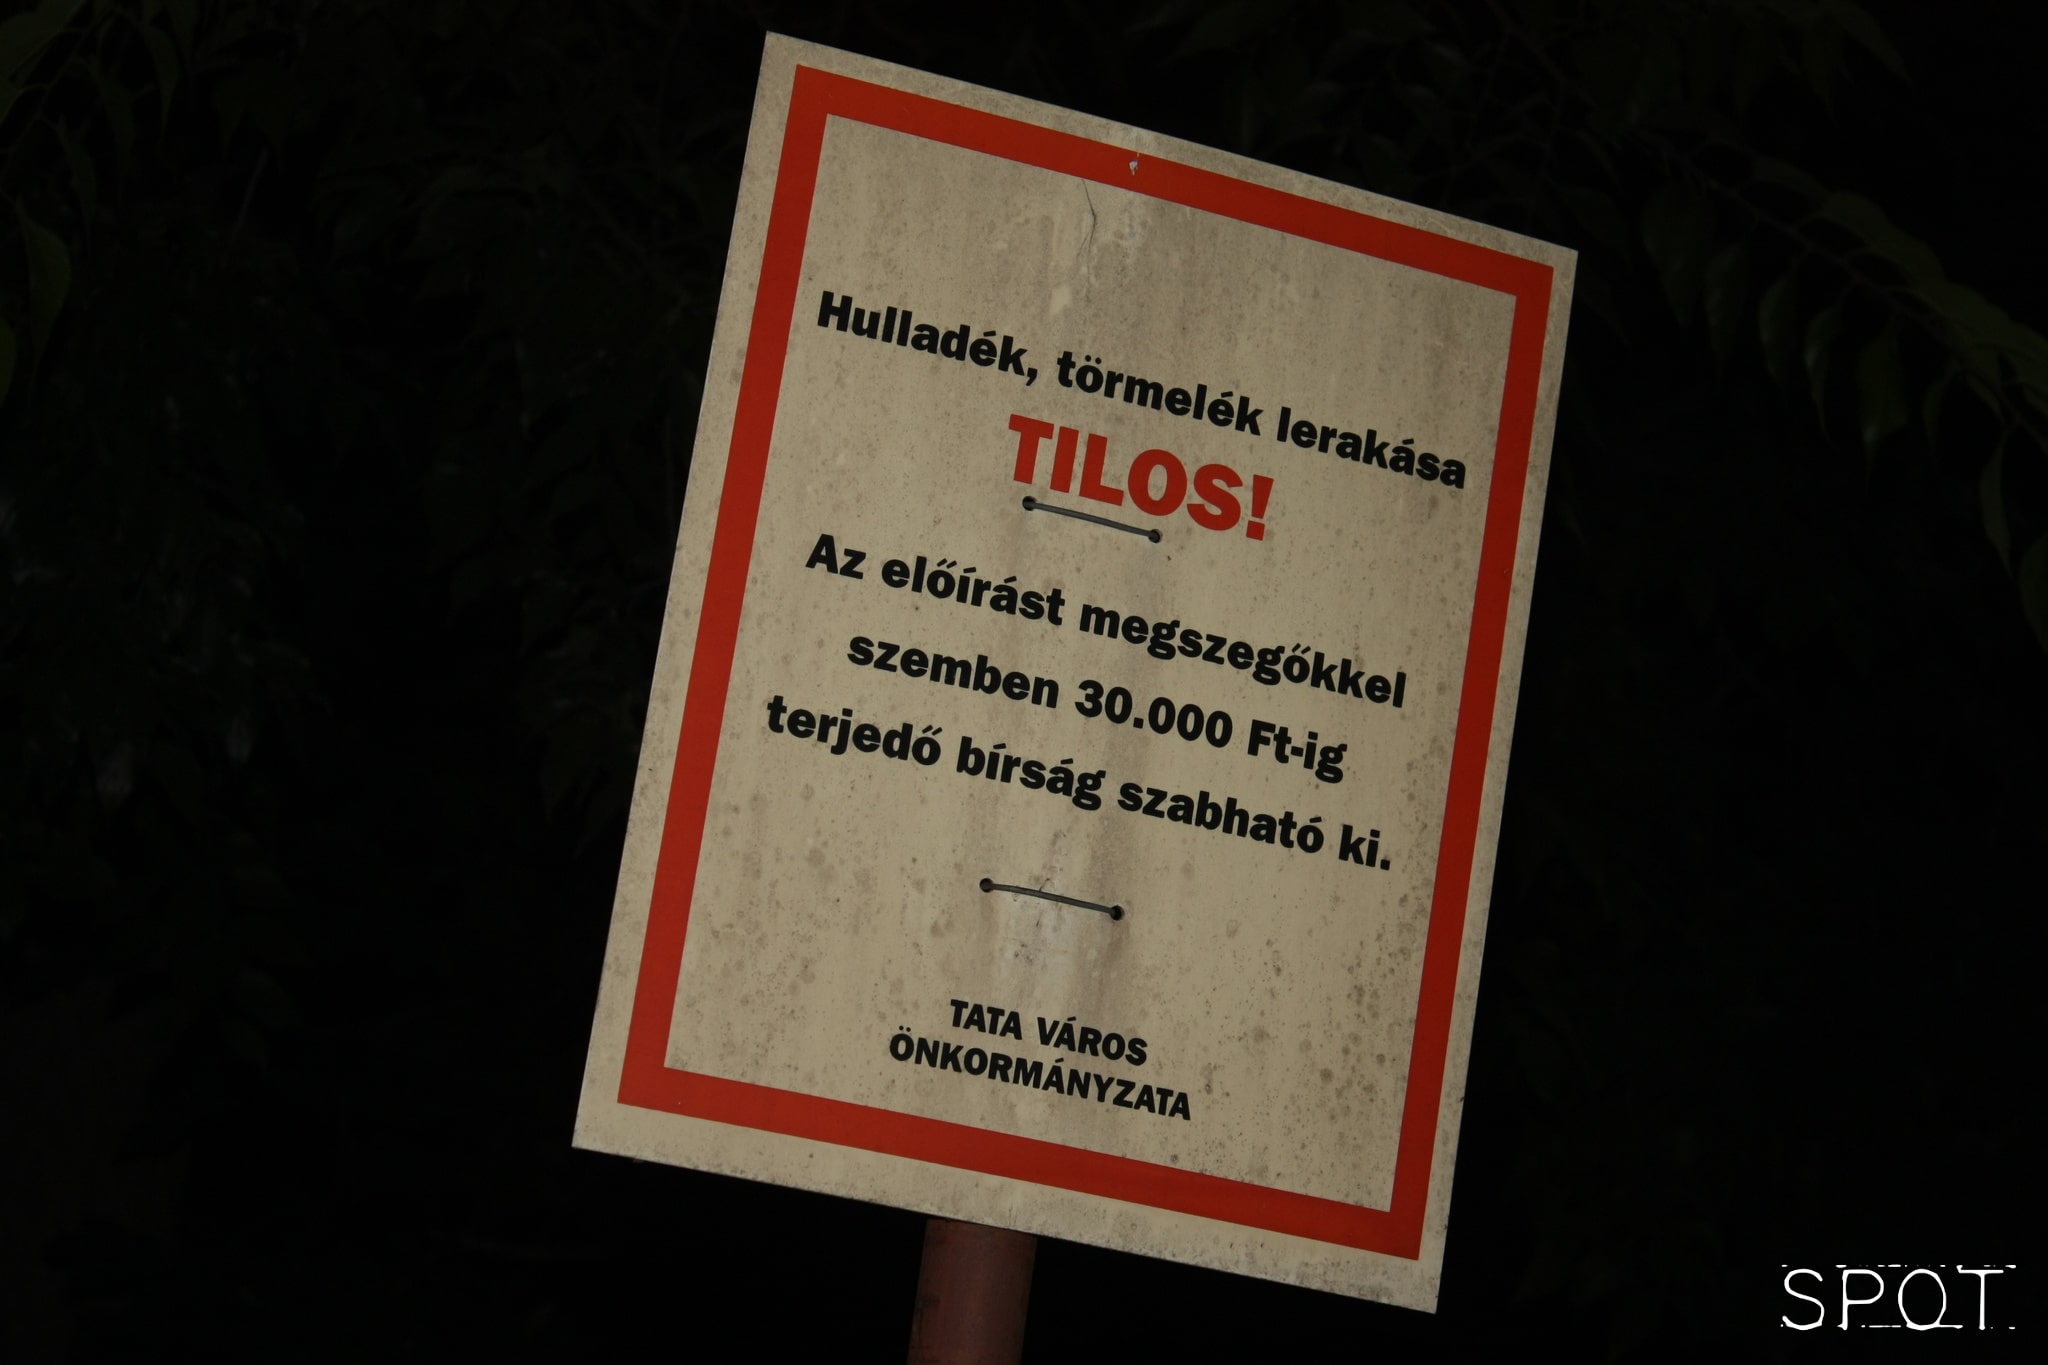 Hulladék, törmelék lerakása
TILOS!
Az előírást megszegőkkel
szemben 30.000 Ft-ig
terjedő bírság szabható ki.
TATA VÁROS
ÖNKORMÁNYZATA
SPOT